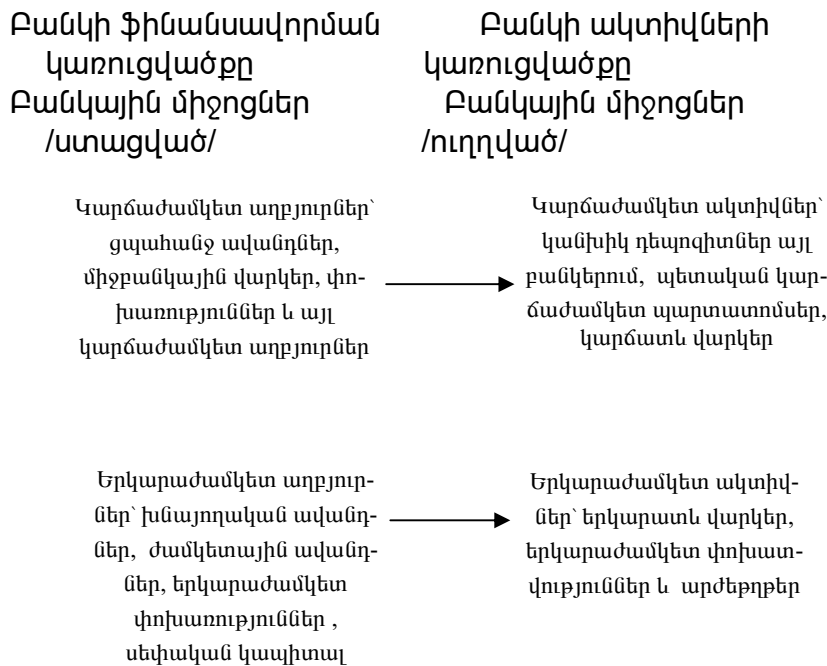 Բանկի ֆինանսավորման
կառուցվածքը
Բանկային միջոցներ
/ստացված/
Բանկի ակտիվների
կառուցվածքը
Բանկային միջոցներ
/ուղղված/
Կարճաժամկետ աղբյուրներ՝
ցպահանջ ավանդներ,
միջբանկային վարկեր, փո-
խառություններ և այլ
կարճաժամկետ աղբյուրներ
Կարճաժամկետ ակտիվներ՝
կանխիկ դեպոզիտներ այլ
բանկերում, պետական կար-
ճաժամկետ պարտատոմսեր,
կարճատև վարկեր
Երկարաժամկետ աղբյուր-
ներ՝ խնայողական ավանդ-
ներ, ժամկետային ավանդ-
ներ, երկարաժամկետ
փոխառություններ ,
սեփական կապիտալ
Երկարաժամկետ ակտիվ-
ներ՝ երկարատև վարկեր,
երկարաժամկետ փոխատ-
վություններ և արժեթղթեր